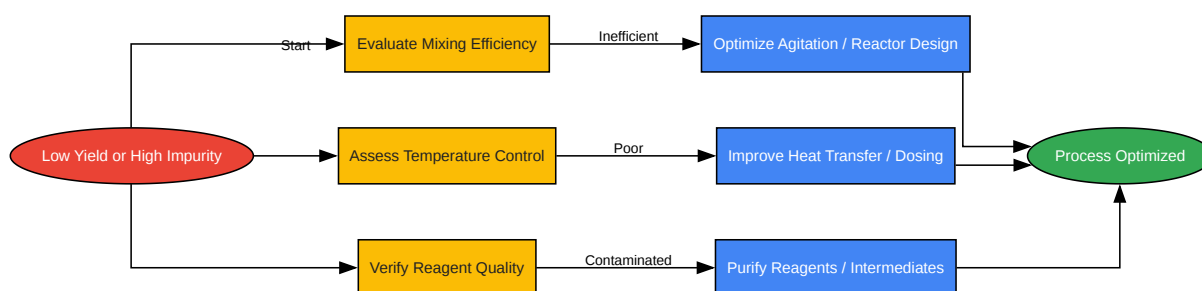 Start
Evaluate Mixing Efficiency
Inefficient
Optimize Agitation / Reactor Design
Low Yield or High Impurity
Assess Temperature Control
Poor
Improve Heat Transfer / Dosing
Process Optimized
Verify Reagent Quality
Contaminated
Purify Reagents / Intermediates